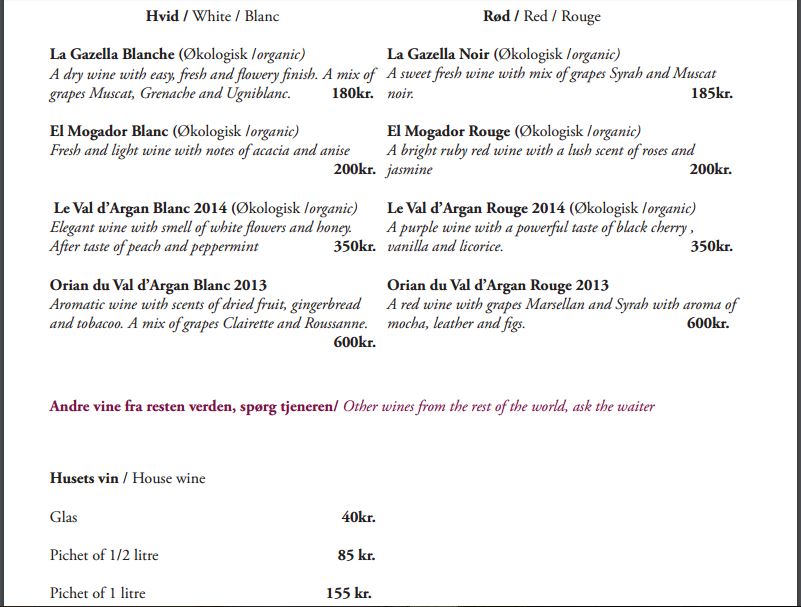 Hvid / White / Blanc
La Gazella Blanche (Økologisk /organic)
A dry wine with easy, fresh and flowery finish. A mix of
grapes Muscat, Grenache and Ugniblanc. 180kr.
El Mogador Blanc (Økologisk /organic)
Fresh and light wine with notes of acacia and anise
200kr.
Le Val d’Argan Blanc 2014 (Økologisk /organic)
Elegant wine with smell of white flowers and honey.
After taste of peach and peppermint 350kr.
Orian du Val d’Argan Blanc 2013
Aromatic wine with scents of dried fruit, gingerbread
and tobacoo. A mix of grapes Clairette and Roussanne.
600kr.
Rød / Red / Rouge
La Gazella Noir (Økologisk /organic)
A sweet fresh wine with mix of grapes Syrah and Muscat
noir. 185kr.
El Mogador Rouge (Økologisk /organic)
A bright ruby red wine with a lush scent of roses and
jasmine 200kr.
Le Val d’Argan Rouge 2014 (Økologisk /organic)
A purple wine with a powerful taste of black cherry ,
vanilla and licorice. 350kr.
Orian du Val d’Argan Rouge 2013
A red wine with grapes Marsellan and Syrah with aroma of
mocha, leather and figs. 600kr.
Andre vine fra resten verden, spørg tjeneren/ Other wines from the rest of the world, ask the waiter
Husets vin / House wine
Glas 40kr.
Pichet of 1/2 litre 85 kr.
Pichet of 1 litre 155 kr.